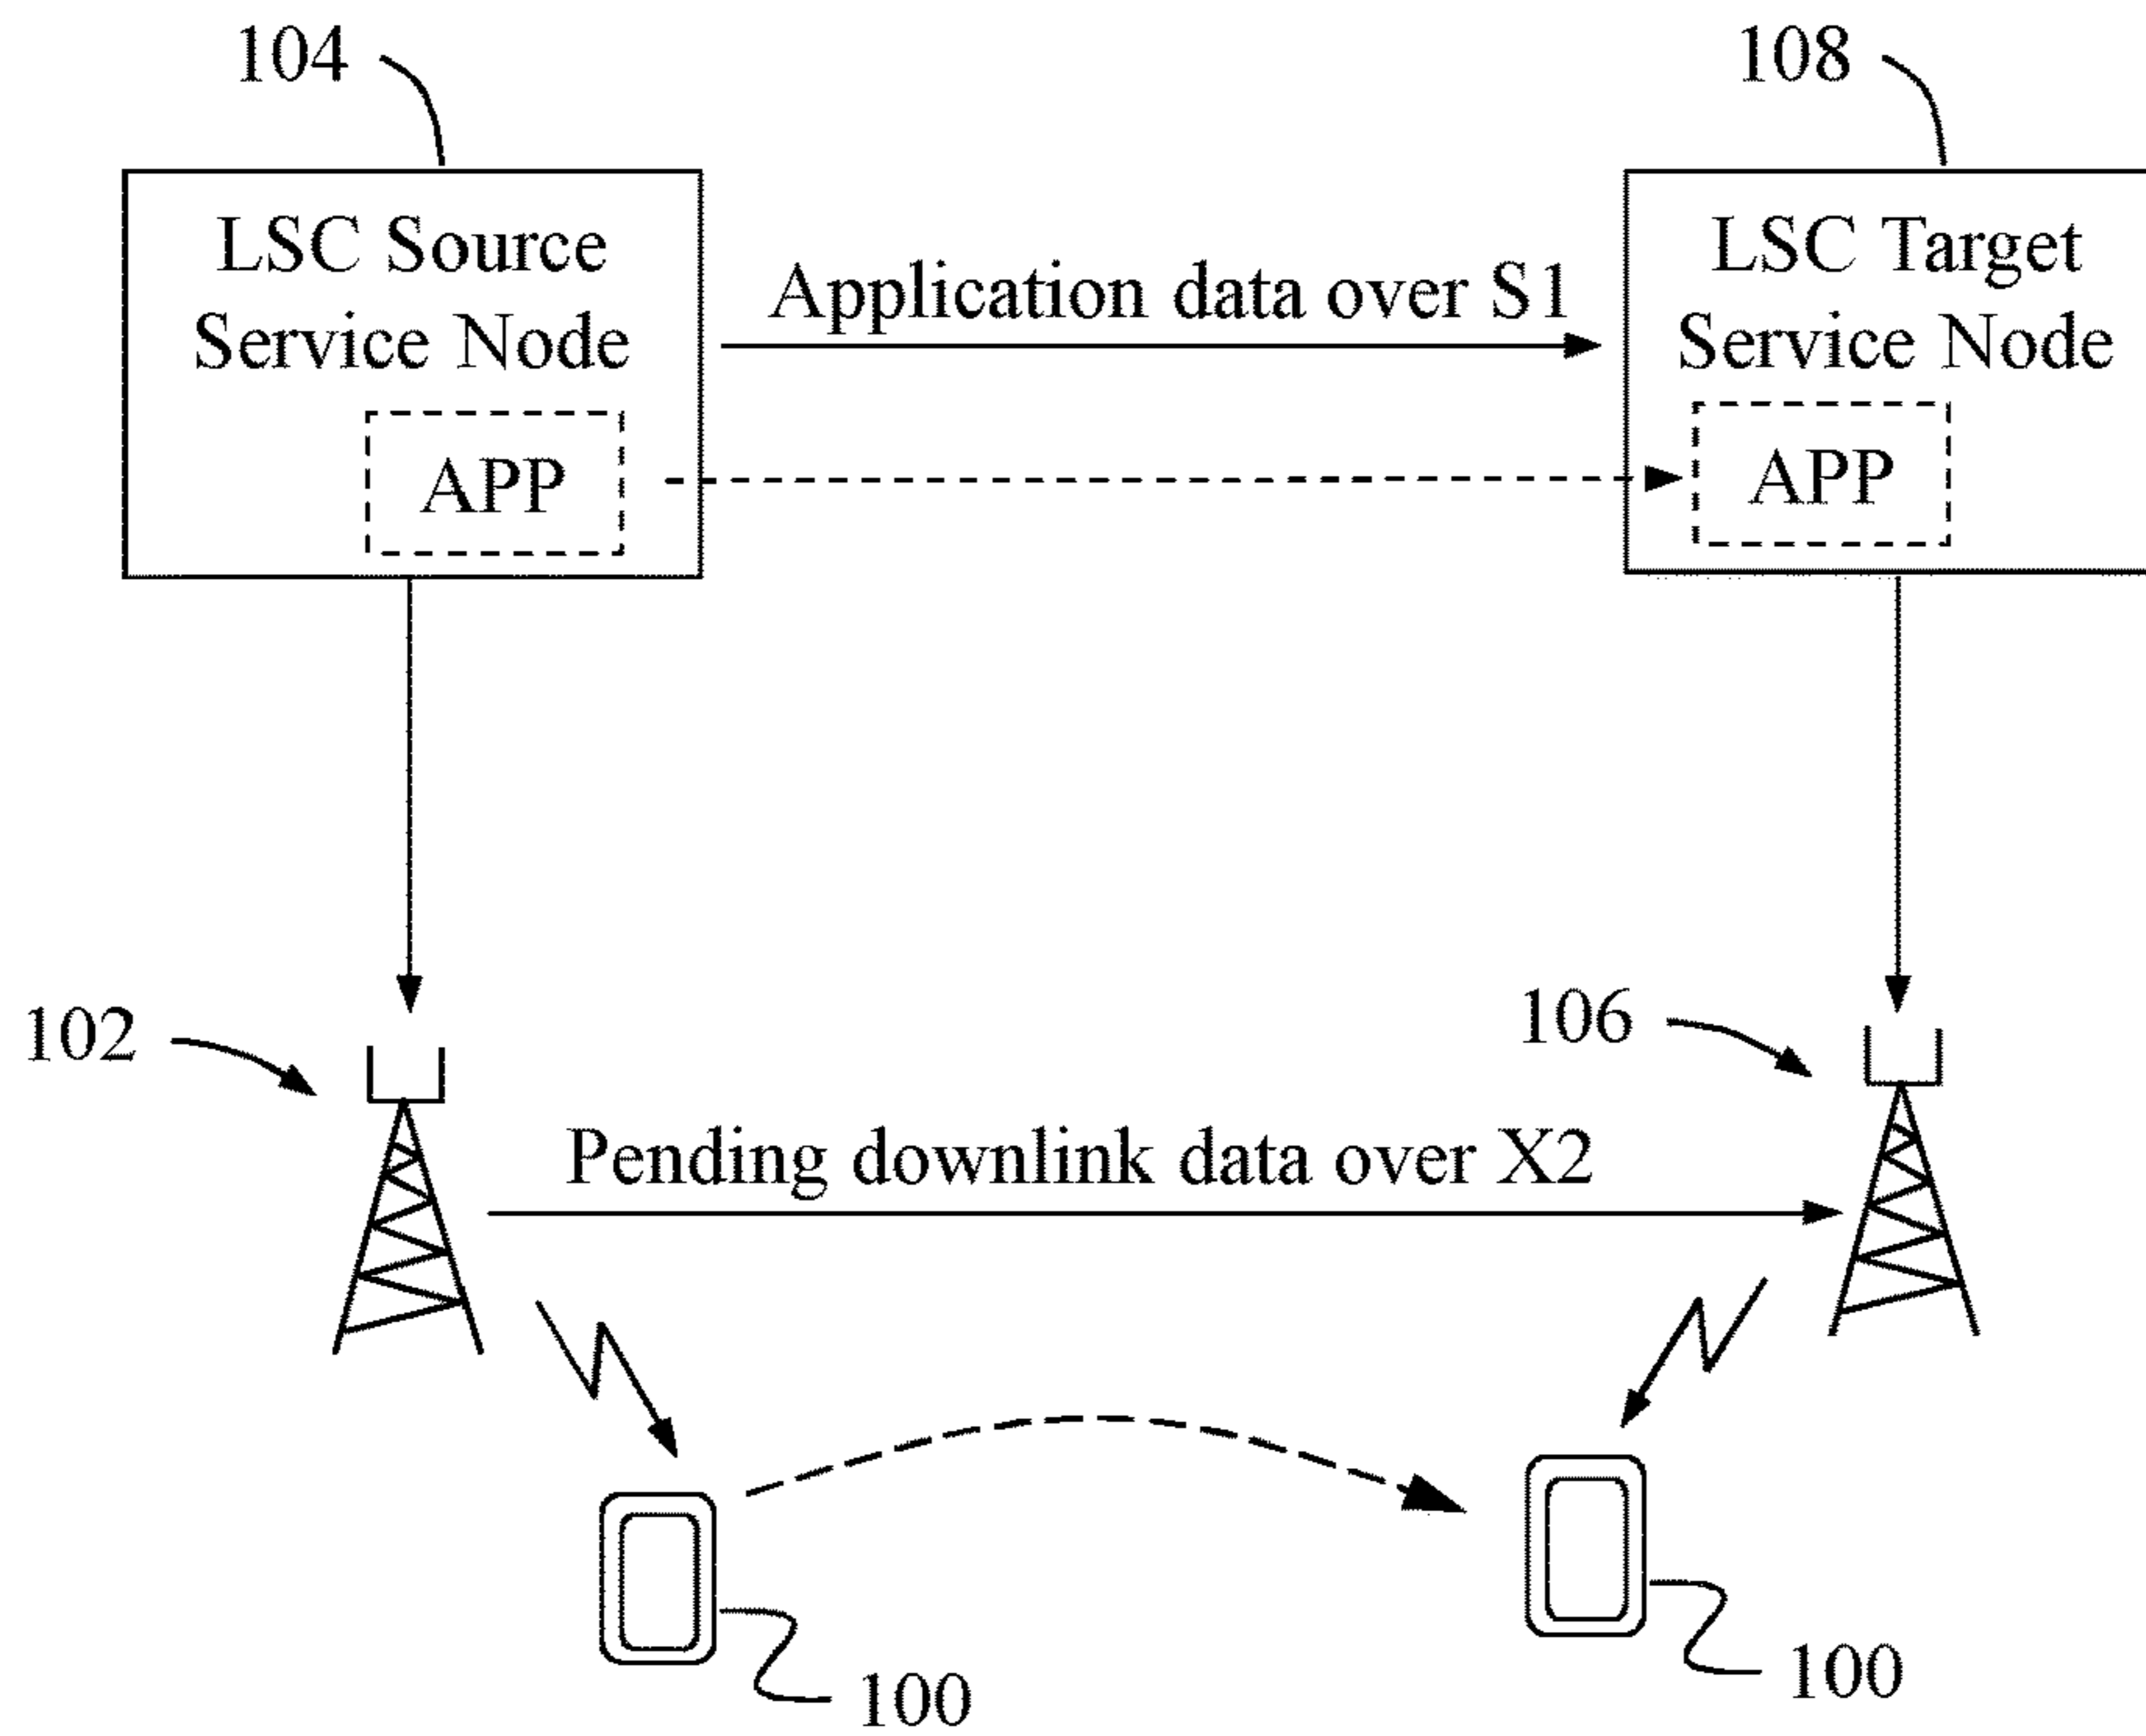 104
108
LSC Source
Service Node
APP
Application data over S1
LSC Target
Service Node
APP
102
106
Pending downlink data over X2
100
100